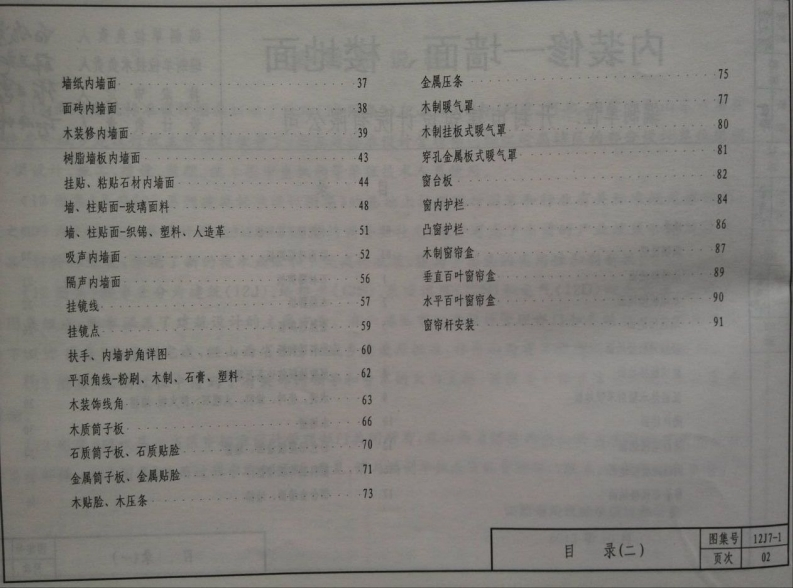 墙纸内墙面 37
面砖内墙面 38
木装修内墙面 39
树脂墙板内墙面 43
挂贴、粘贴石材内墙面 44
墙、柱贴面-玻璃面料 48
墙、柱贴面-织锦、塑料、人造革 51
吸声内墙面 52
隔声内墙面 56
挂镜线 57
挂镜点 59
扶手、内墙护角详图 60
平顶角线-粉刷、木制、石膏、塑料 62
木装饰线角 63
木质筒子板 66
石质筒子板、石质贴脸 70
金属筒子板、金属贴脸 71
木贴脸、木压条 73
金属压条 75
木制暖气罩 77
木制挂板式暖气罩 80
穿孔金属板式暖气罩 81
窗台板 82
窗内护栏 84
凸窗护栏 86
木制窗帘盒 87
垂直百叶窗帘盒 89
水平百叶窗帘盒 90
窗帘杆安装 91
目 录(二)
图集号 12J7-1
页次 02